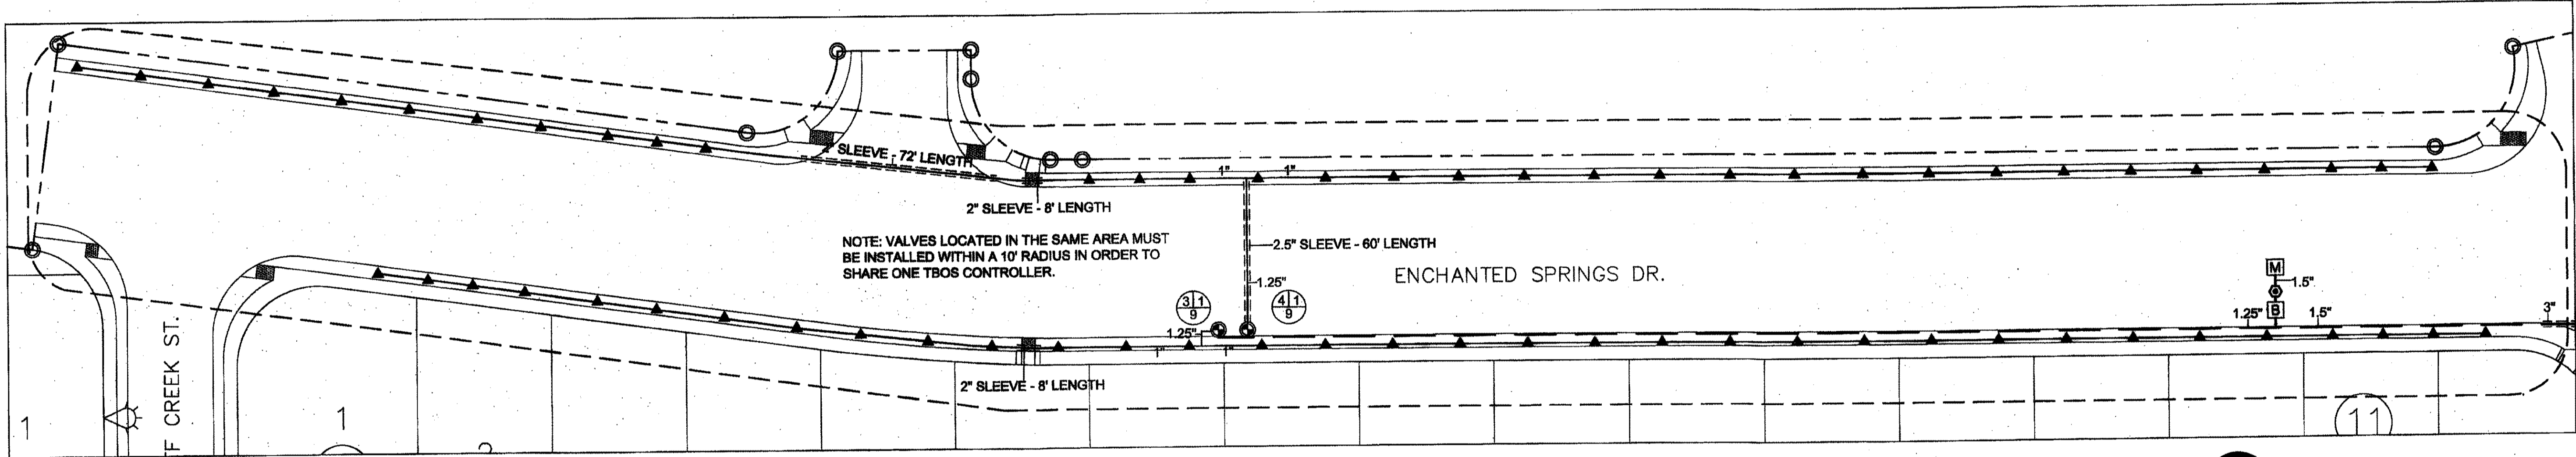 SLEEVE - 72' LENGTH
1" 1"
2" SLEEVE - 8' LENGTH
NOTE: VALVES LOCATED IN THE SAME AREA MUST
BE INSTALLED WITHIN A 10' RADIUS IN ORDER TO
SHARE ONE TBOS CONTROLLER.
2.5" SLEEVE - 60' LENGTH
1.25"
ENCHANTED SPRINGS DR.
M
1.5"
B
3 1
9
4 1
9
1.25"
1.25" 1.5"
3"
1" 1"
2" SLEEVE - 8' LENGTH
CREEK ST.
1
1
11